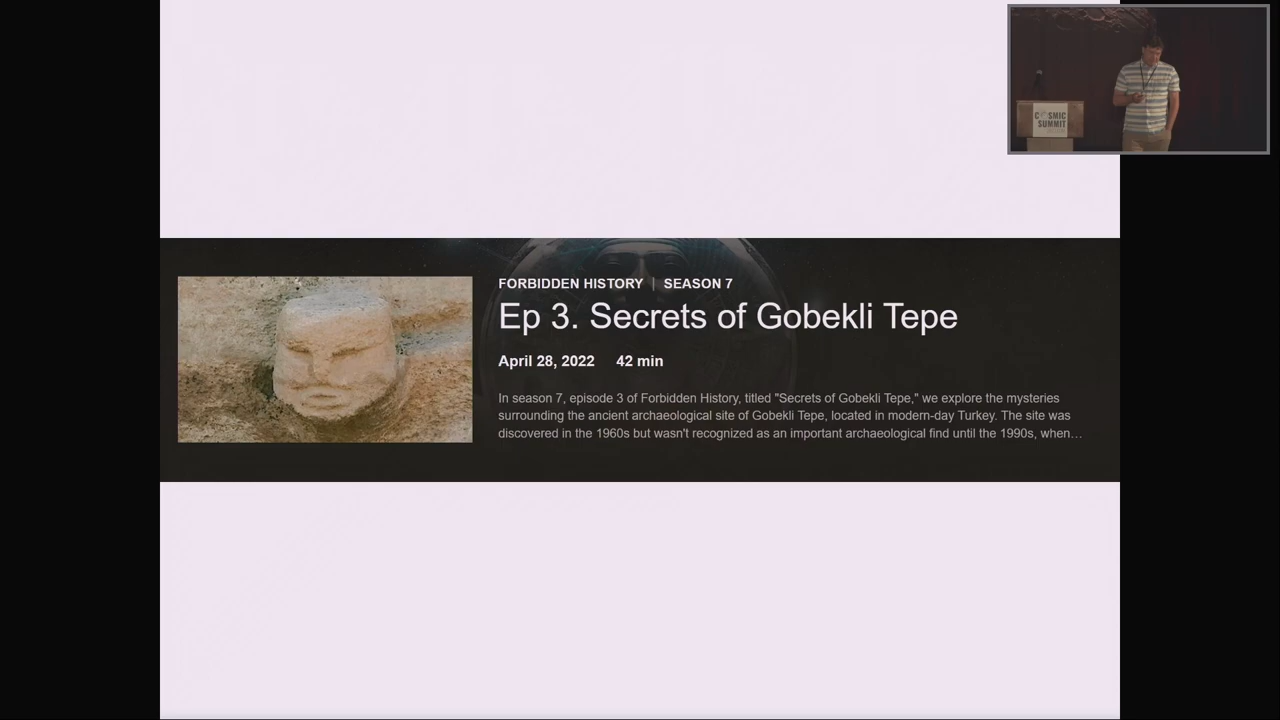 FORBIDDEN HISTORY | SEASON 7
Ep 3. Secrets of Gobekli Tepe
April 28, 2022 42 min
In season 7, episode 3 of Forbidden History, titled "Secrets of Gobekli Tepe," we explore the mysteries
surrounding the ancient archaeological site of Gobekli Tepe, located in modern-day Turkey. The site was
discovered in the 1960s but wasn't recognized as an important archaeological find until the 1990s, when…
C SMIC
SUMMIT